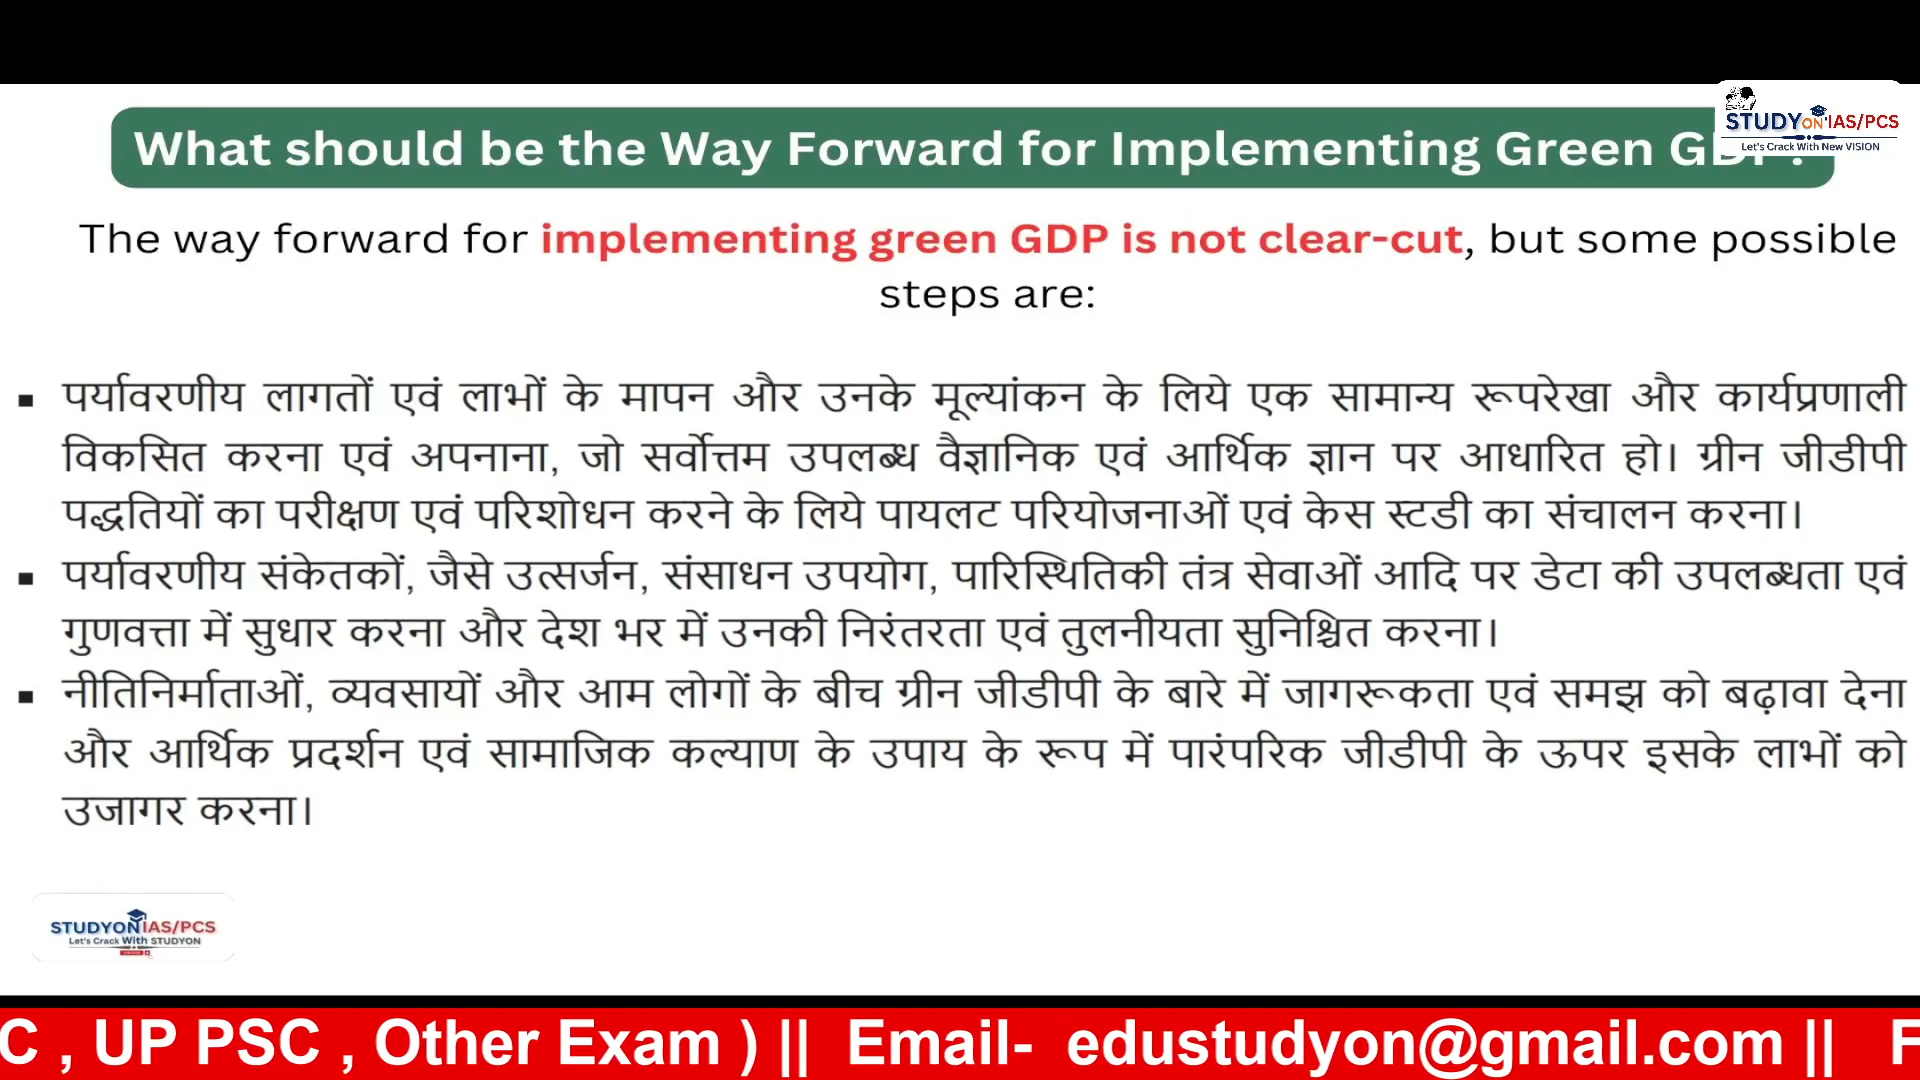 What should be the Way Forward for Implementing Green
STUDYON IAS/PCS
Let's Crack With New VISION
The way forward for implementing green GDP is not clear-cut, but some possible
steps are:
▪ पर्यावरणीय लागतों एवं लाभों के मापन और उनके मूल्यांकन के लिये एक सामान्य रूपरेखा और कार्यप्रणाली
विकसित करना एवं अपनाना, जो सर्वोत्तम उपलब्ध वैज्ञानिक एवं आर्थिक ज्ञान पर आधारित हो। ग्रीन जीडीपी
पद्धतियों का परीक्षण एवं परिशोधन करने के लिये पायलट परियोजनाओं एवं केस स्टडी का संचालन करना।
▪ पर्यावरणीय संकेतकों, जैसे उत्सर्जन, संसाधन उपयोग, पारिस्थितिकी तंत्र सेवाओं आदि पर डेटा की उपलब्धता एवं
गुणवत्ता में सुधार करना और देश भर में उनकी निरंतरता एवं तुलनीयता सुनिश्चित करना।
▪ नीतिनिर्माताओं, व्यवसायों और आम लोगों के बीच ग्रीन जीडीपी के बारे में जागरूकता एवं समझ को बढ़ावा देना
और आर्थिक प्रदर्शन एवं सामाजिक कल्याण के उपाय के रूप में पारंपरिक जीडीपी के ऊपर इसके लाभों को
उजागर करना।
STUDYON IAS/PCS
Let's Crack With STUDYON
C , UP PSC , Other Exam ) || Email- edustudyon@gmail.com || F